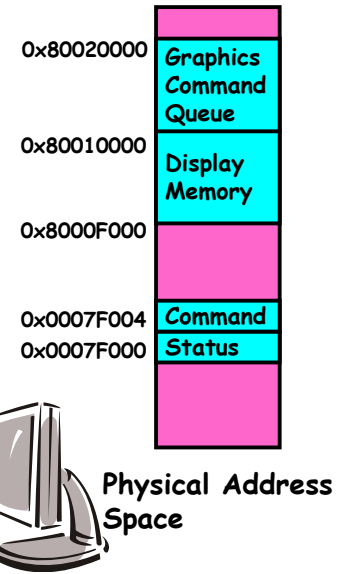 0x80020000
Graphics
Command
Queue
0x80010000
Display
Memory
0x8000F000
0x0007F004
Command
0x0007F000
Status
Physical Address
Space